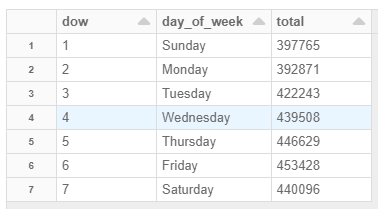 dow day_of_week total
1 1 Sunday 397765
2 2 Monday 392871
3 3 Tuesday 422243
4 4 Wednesday 439508
5 5 Thursday 446629
6 6 Friday 453428
7 7 Saturday 440096